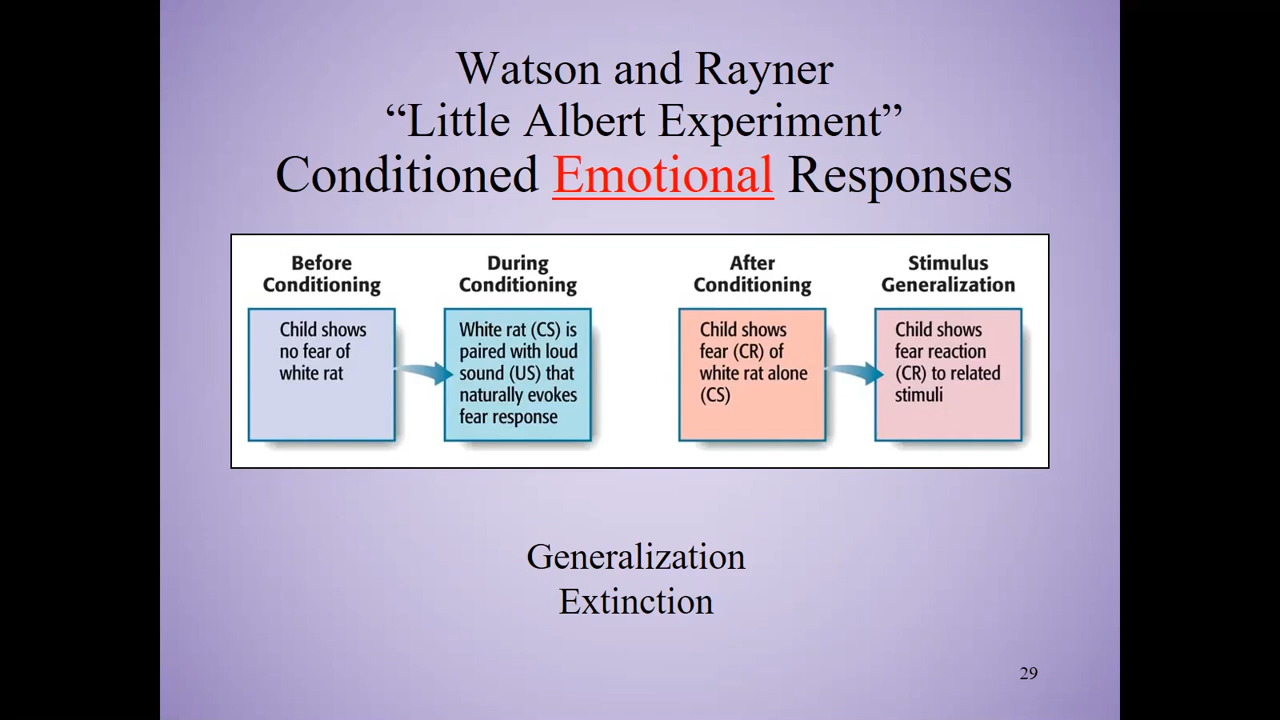 Watson and Rayner
“Little Albert Experiment”
Conditioned Emotional Responses
Before
Conditioning
Child shows
no fear of
white rat
During
Conditioning
White rat (CS) is
paired with loud
sound (US) that
naturally evokes
fear response
After
Conditioning
Child shows
fear (CR) of
white rat alone
(CS)
Stimulus
Generalization
Child shows
fear reaction
(CR) to related
stimuli
Generalization
Extinction
29